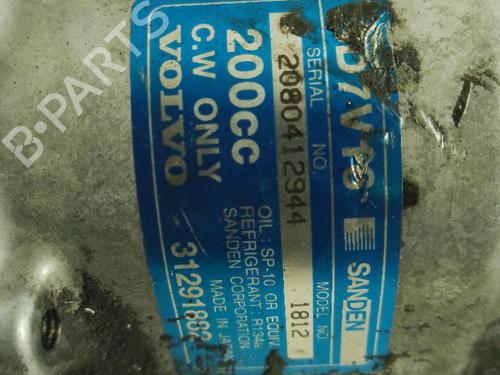 SD7V16 SANDEN
SERIAL NO. MODEL NO.
2080412944 1812
200CC OIL : SP-10 OR EQUIV.
C.W ONLY REFRIGERANT : R134a
VOLVO SANDEN CORPORATION
MADE IN JAPAN
B-PARTS